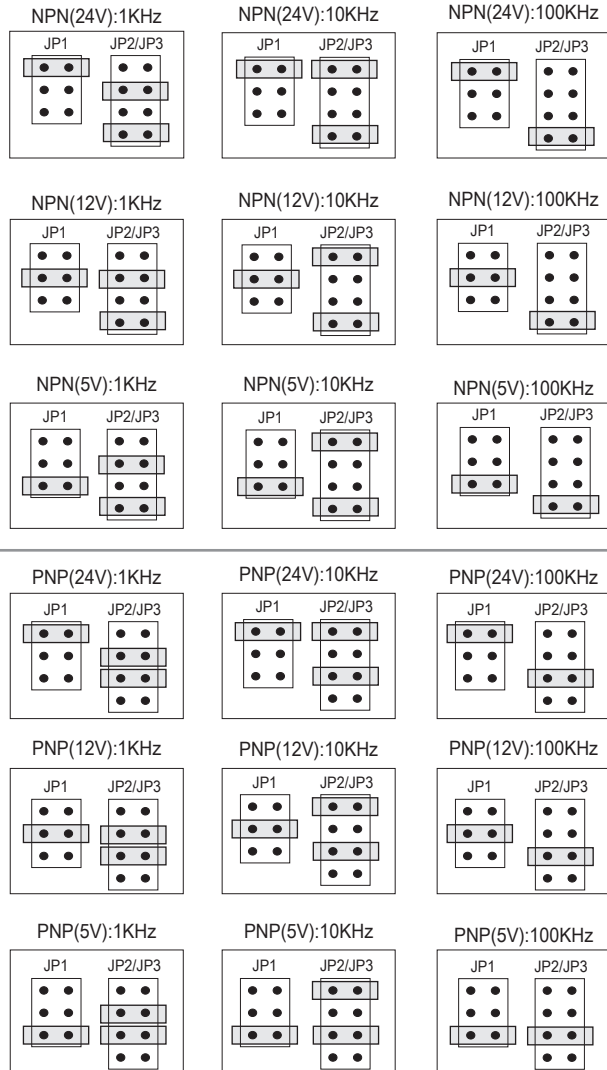 NPN(24V):1KHz NPN(24V):10KHz NPN(24V):100KHz
JP1 JP2/JP3 JP1 JP2/JP3 JP1 JP2/JP3
NPN(12V):1KHz NPN(12V):10KHz NPN(12V):100KHz
JP1 JP2/JP3 JP1 JP2/JP3 JP1 JP2/JP3
NPN(5V):1KHz NPN(5V):10KHz NPN(5V):100KHz
JP1 JP2/JP3 JP1 JP2/JP3 JP1 JP2/JP3
PNP(24V):1KHz PNP(24V):10KHz PNP(24V):100KHz
JP1 JP2/JP3 JP1 JP2/JP3 JP1 JP2/JP3
PNP(12V):1KHz PNP(12V):10KHz PNP(12V):100KHz
JP1 JP2/JP3 JP1 JP2/JP3 JP1 JP2/JP3
PNP(5V):1KHz PNP(5V):10KHz PNP(5V):100KHz
JP1 JP2/JP3 JP1 JP2/JP3 JP1 JP2/JP3